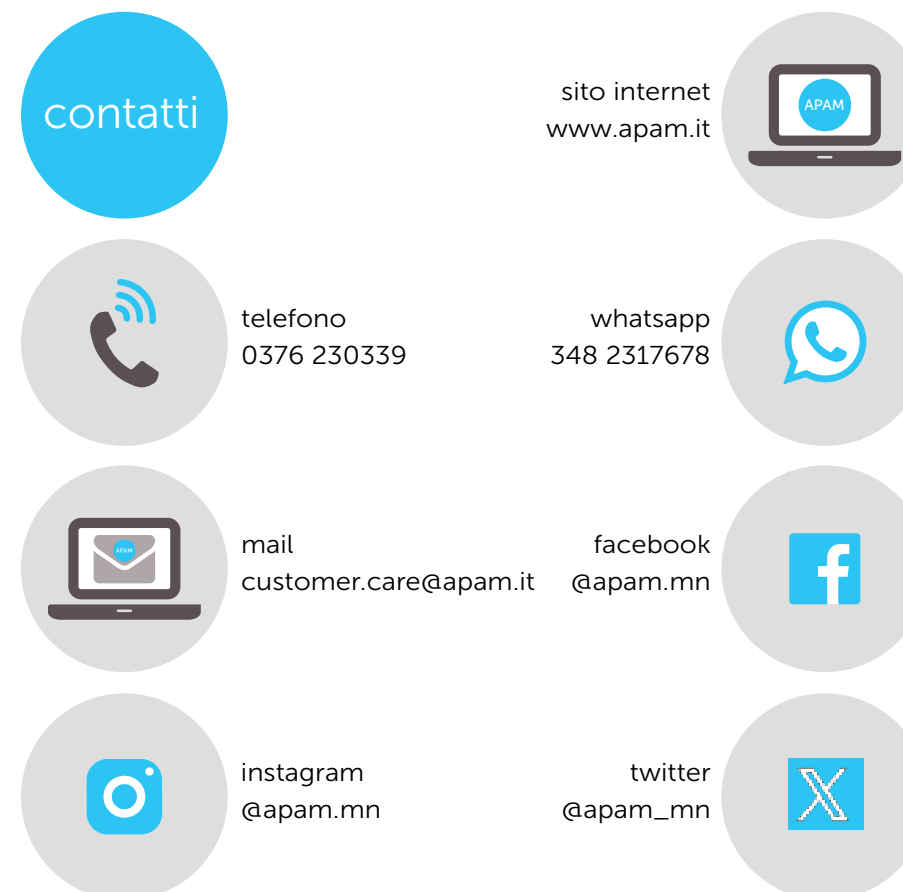 contatti
sito internet
www.apam.it
APAM
telefono
0376 230339
whatsapp
348 2317678
mail
customer.care@apam.it
APAM
facebook
@apam.mn
instagram
@apam.mn
twitter
@apam_mn